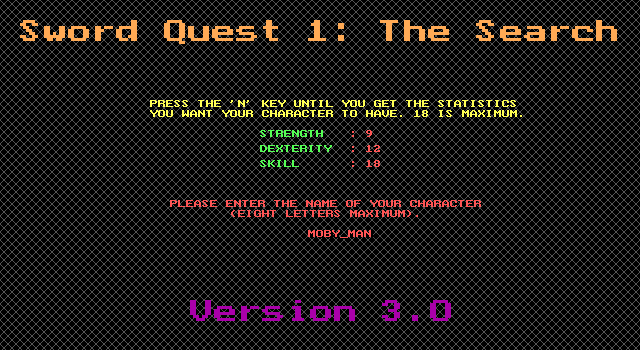 Sword Quest 1: The Search
PRESS THE 'N' KEY UNTIL YOU GET THE STATISTICS
YOU WANT YOUR CHARACTER TO HAVE. 18 IS MAXIMUM.
STRENGTH : 9
DEXTERITY : 12
SKILL : 18
PLEASE ENTER THE NAME OF YOUR CHARACTER
(EIGHT LETTERS MAXIMUM).
MOBY_MAN
Version 3.0